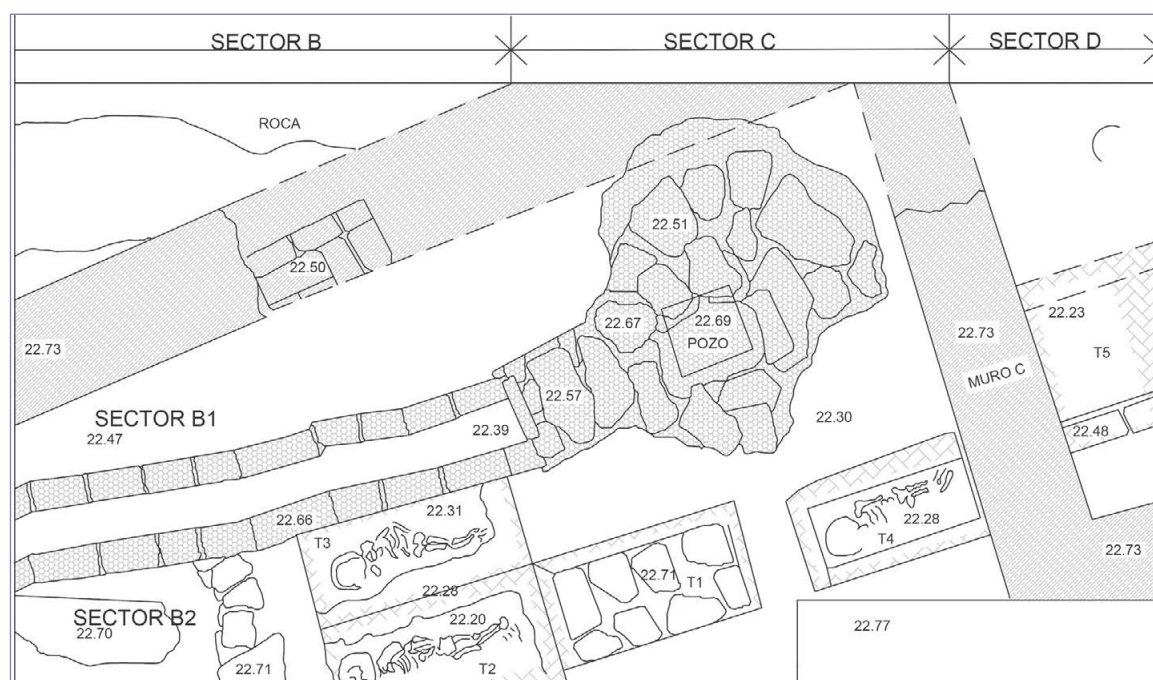 SECTOR B
SECTOR C
SECTOR D
ROCA
22.51
22.50
22.23
22.67
22.69
22.73
22.73
POZO
T5
MURO C
22.57
SECTOR B1
22.30
22.39
22.48
22.47
22.31
22.66
22.28
T3
T4
22.73
22.71
T1
22.28
SECTOR B2
22.20
22.77
22.70
22.71
T2